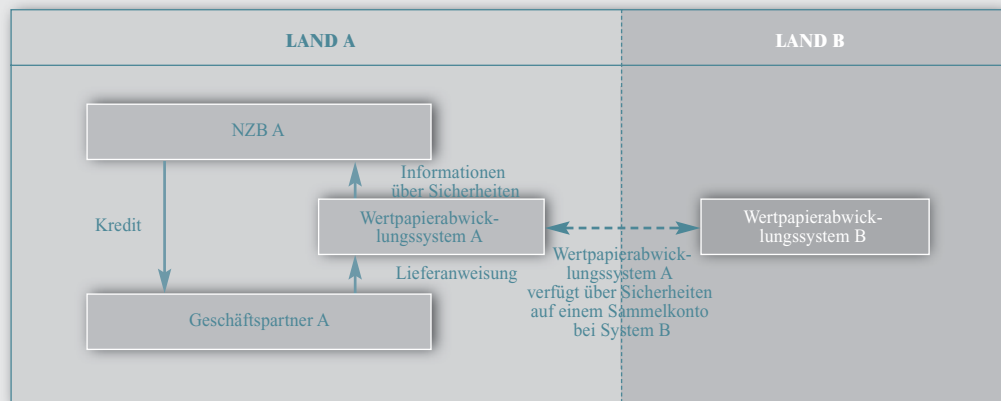 LAND A
LAND B
NZB A
Informationen
über Sicherheiten
Kredit
Wertpapierabwick-
lungssystem A
Wertpapierabwick-
lungssystem B
Lieferanweisung
Wertpapierabwick-
lungssystem A
verfügt über Sicherheiten
auf einem Sammelkonto
bei System B
Geschäftspartner A